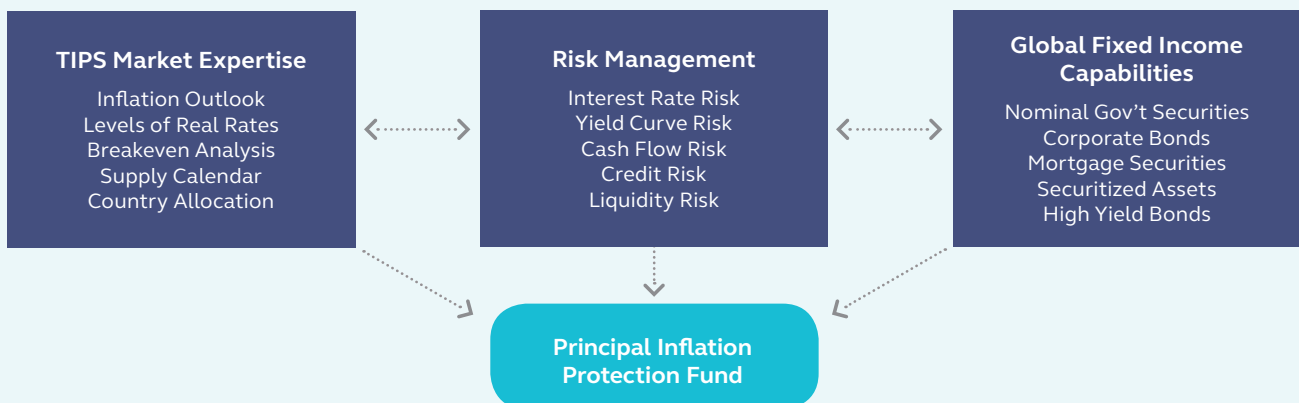 TIPS Market Expertise
Inflation Outlook
Levels of Real Rates
Breakeven Analysis
Supply Calendar
Country Allocation
Risk Management
Interest Rate Risk
Yield Curve Risk
Cash Flow Risk
Credit Risk
Liquidity Risk
Global Fixed Income
Capabilities
Nominal Gov’t Securities
Corporate Bonds
Mortgage Securities
Securitized Assets
High Yield Bonds
Principal Inflation
Protection Fund